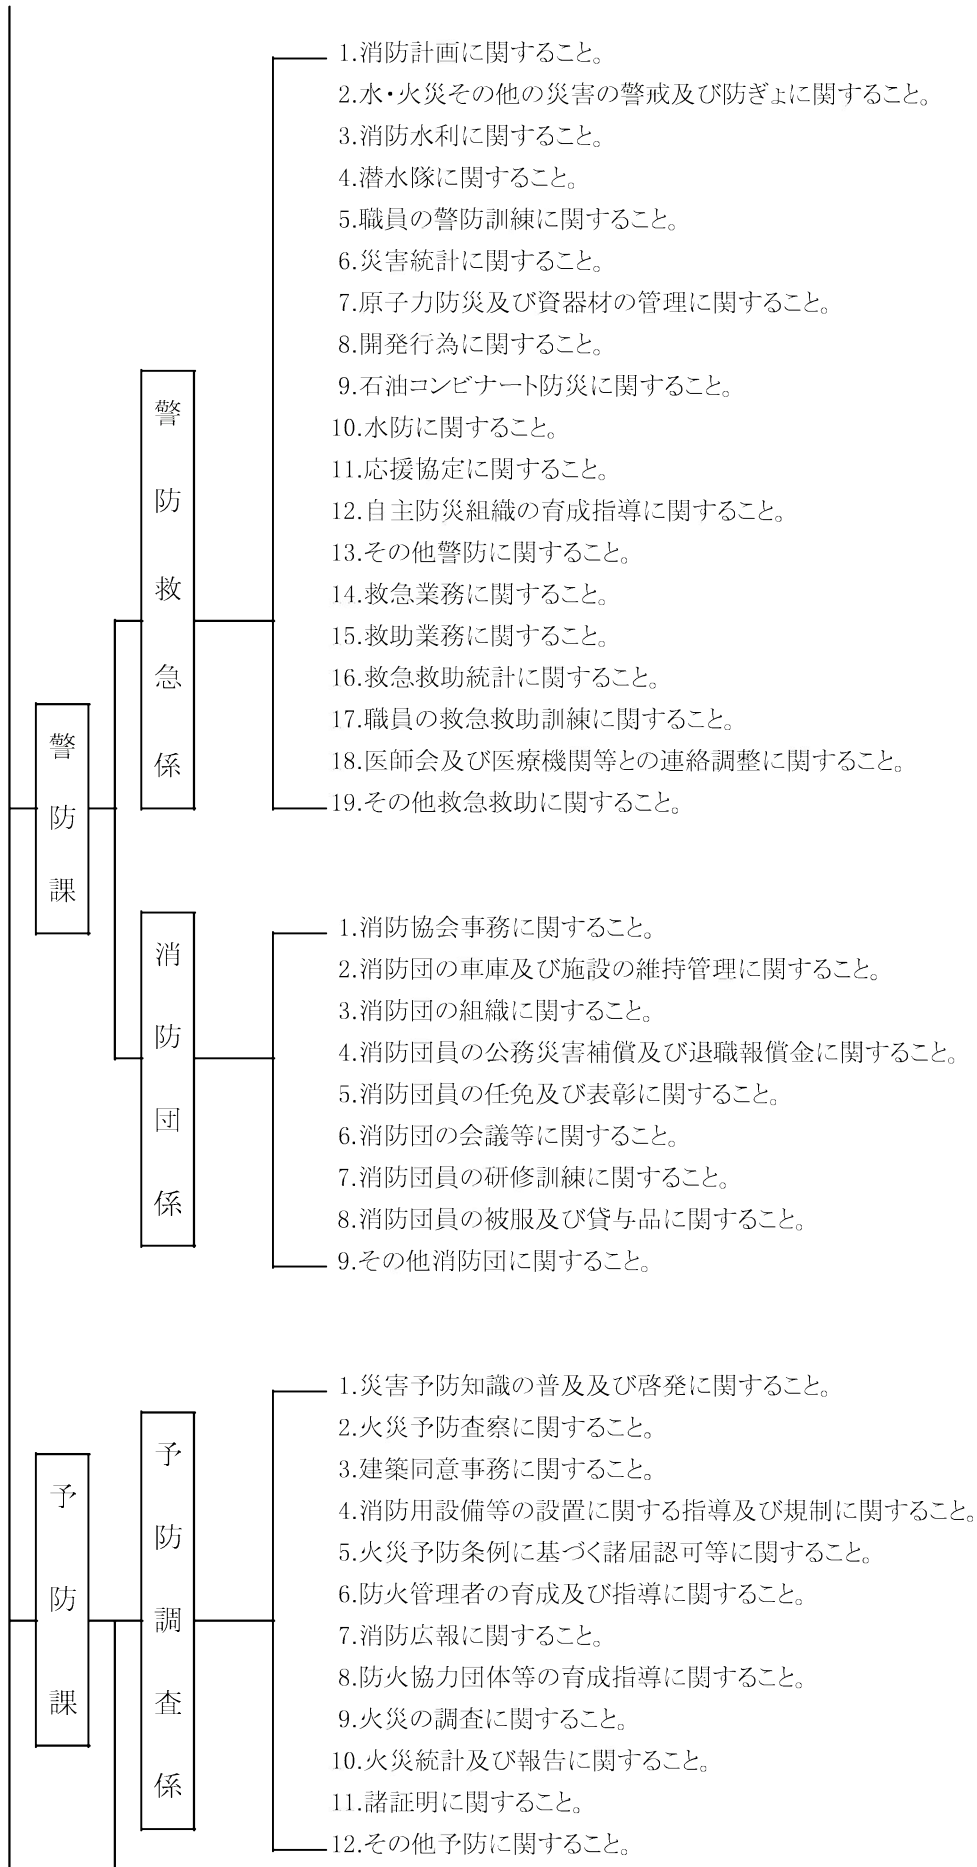 警防課
警防救急係
1.消防計画に関すること。
2.水・火災その他の災害の警戒及び防ぎょに関すること。
3.消防水利に関すること。
4.潜水隊に関すること。
5.職員の警防訓練に関すること。
6.災害統計に関すること。
7.原子力防災及び資器材の管理に関すること。
8.開発行為に関すること。
9.石油コンビナート防災に関すること。
10.水防に関すること。
11.応援協定に関すること。
12.自主防災組織の育成指導に関すること。
13.その他警防に関すること。
14.救急業務に関すること。
15.救助業務に関すること。
16.救急救助統計に関すること。
17.職員の救急救助訓練に関すること。
18.医師会及び医療機関等との連絡調整に関すること。
19.その他救急救助に関すること。
消防団係
1.消防協会事務に関すること。
2.消防団の車庫及び施設の維持管理に関すること。
3.消防団の組織に関すること。
4.消防団員の公務災害補償及び退職報償金に関すること。
5.消防団員の任免及び表彰に関すること。
6.消防団の会議等に関すること。
7.消防団員の研修訓練に関すること。
8.消防団員の被服及び貸与品に関すること。
9.その他消防団に関すること。
予防課
予防調査係
1.災害予防知識の普及及び啓発に関すること。
2.火災予防査察に関すること。
3.建築同意事務に関すること。
4.消防用設備等の設置に関する指導及び規制に関すること。
5.火災予防条例に基づく諸届認可等に関すること。
6.防火管理者の育成及び指導に関すること。
7.消防広報に関すること。
8.防火協力団体等の育成指導に関すること。
9.火災の調査に関すること。
10.火災統計及び報告に関すること。
11.諸証明に関すること。
12.その他予防に関すること。